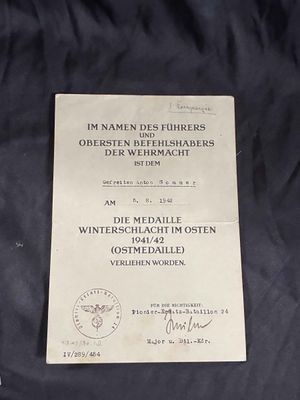 IM NAMEN DES FÜHRERS
UND
OBERSTEN BEFEHLSHABERS
DER WEHRMACHT
IST DEM
Gefreiten Anton Sommer
AM 5. 8. 1942
DIE MEDAILLE
WINTERSCHLACHT IM OSTEN
1941/42
(OSTMEDAILLE)
VERLIEHEN WORDEN.
FÜR DIE RICHTIGKEIT:
Pionier-Ersatz-Bataillon 24
Major u. Btl.-Kdr.
IV/289/464